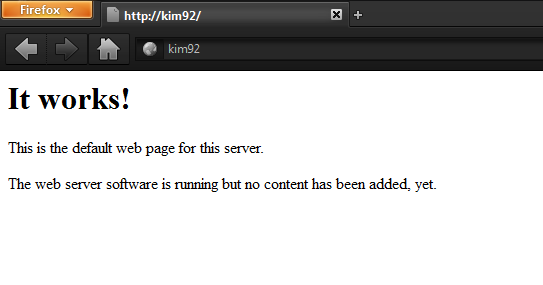 Firefox
http://kim92/
kim92
It works!
This is the default web page for this server.
The web server software is running but no content has been added, yet.